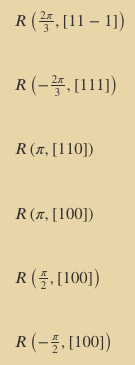 R (2π/3, [11 − 1])
R (−2π/3, [111])
R (π, [110])
R (π, [100])
R (π/2, [100])
R (−π/2, [100])